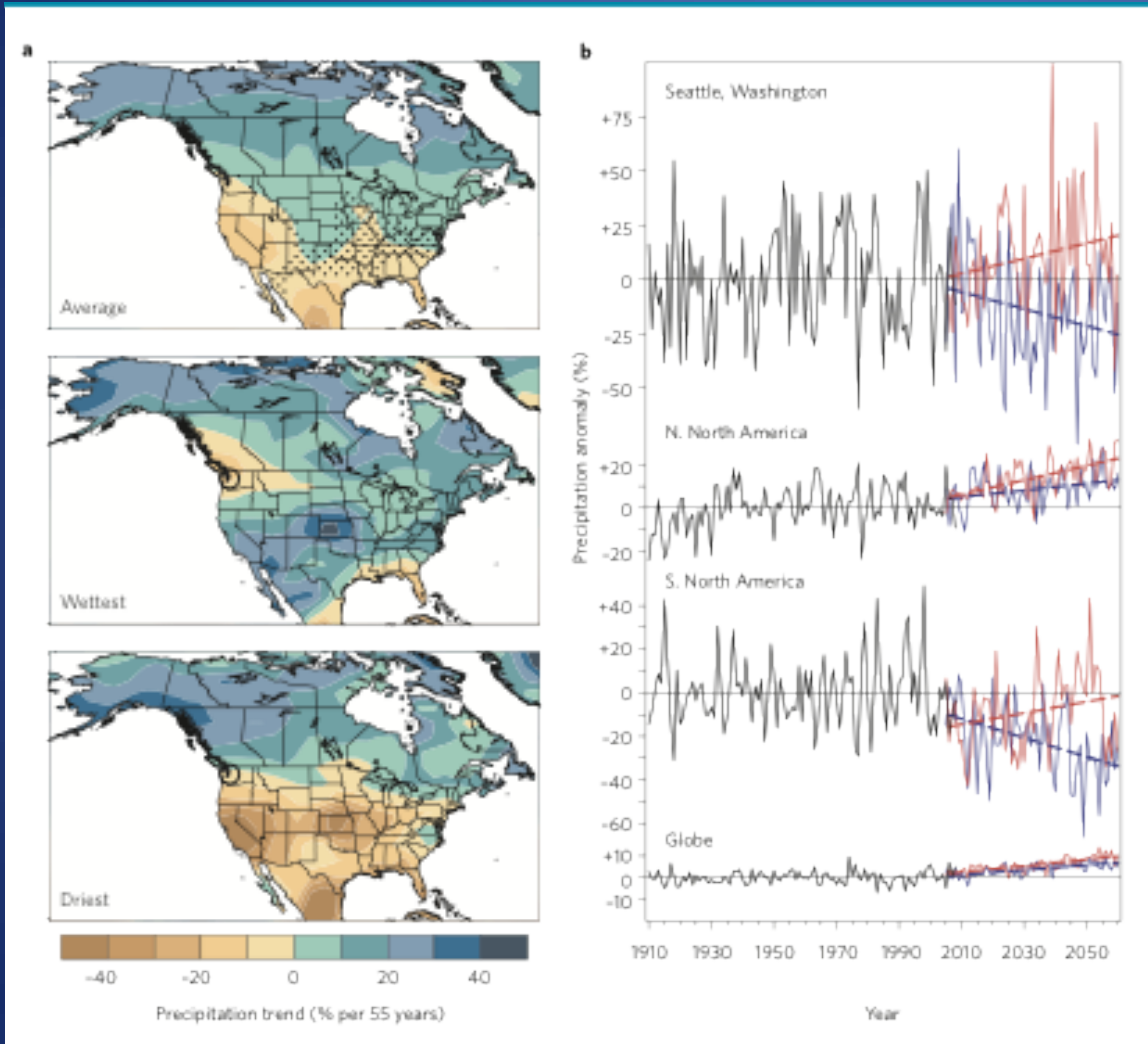 a
Average
Wettest
Driest
-40 -20 0 20 40
Precipitation trend (% per 55 years)
b
Precipitation anomaly (%)
Seattle, Washington
+75
+50
+25
0
-25
-50
N. North America
+20
0
-20
S. North America
+40
+20
0
-20
-40
-60
Globe
+10
0
-10
1910 1930 1950 1970 1990 2010 2030 2050
Year